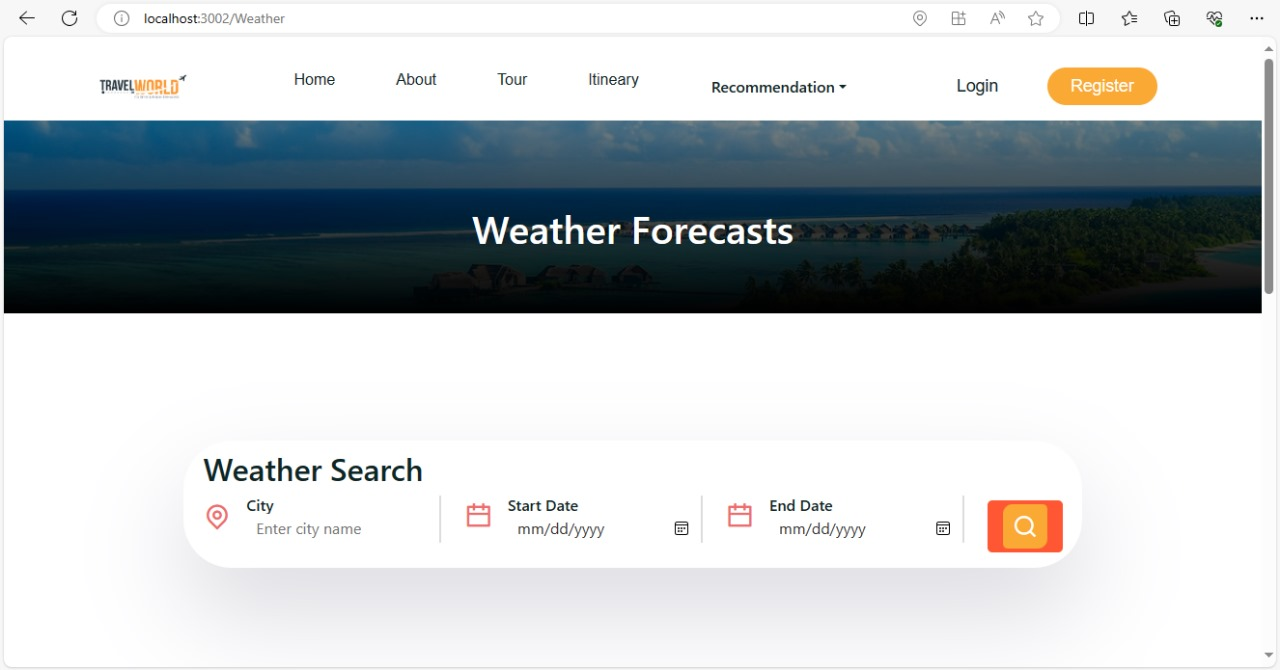 localhost:3002/Weather
TRAVELWORLD
Home About Tour Itineary Recommendation Login Register
Weather Forecasts
Weather Search
City Start Date End Date
Enter city name mm/dd/yyyy mm/dd/yyyy